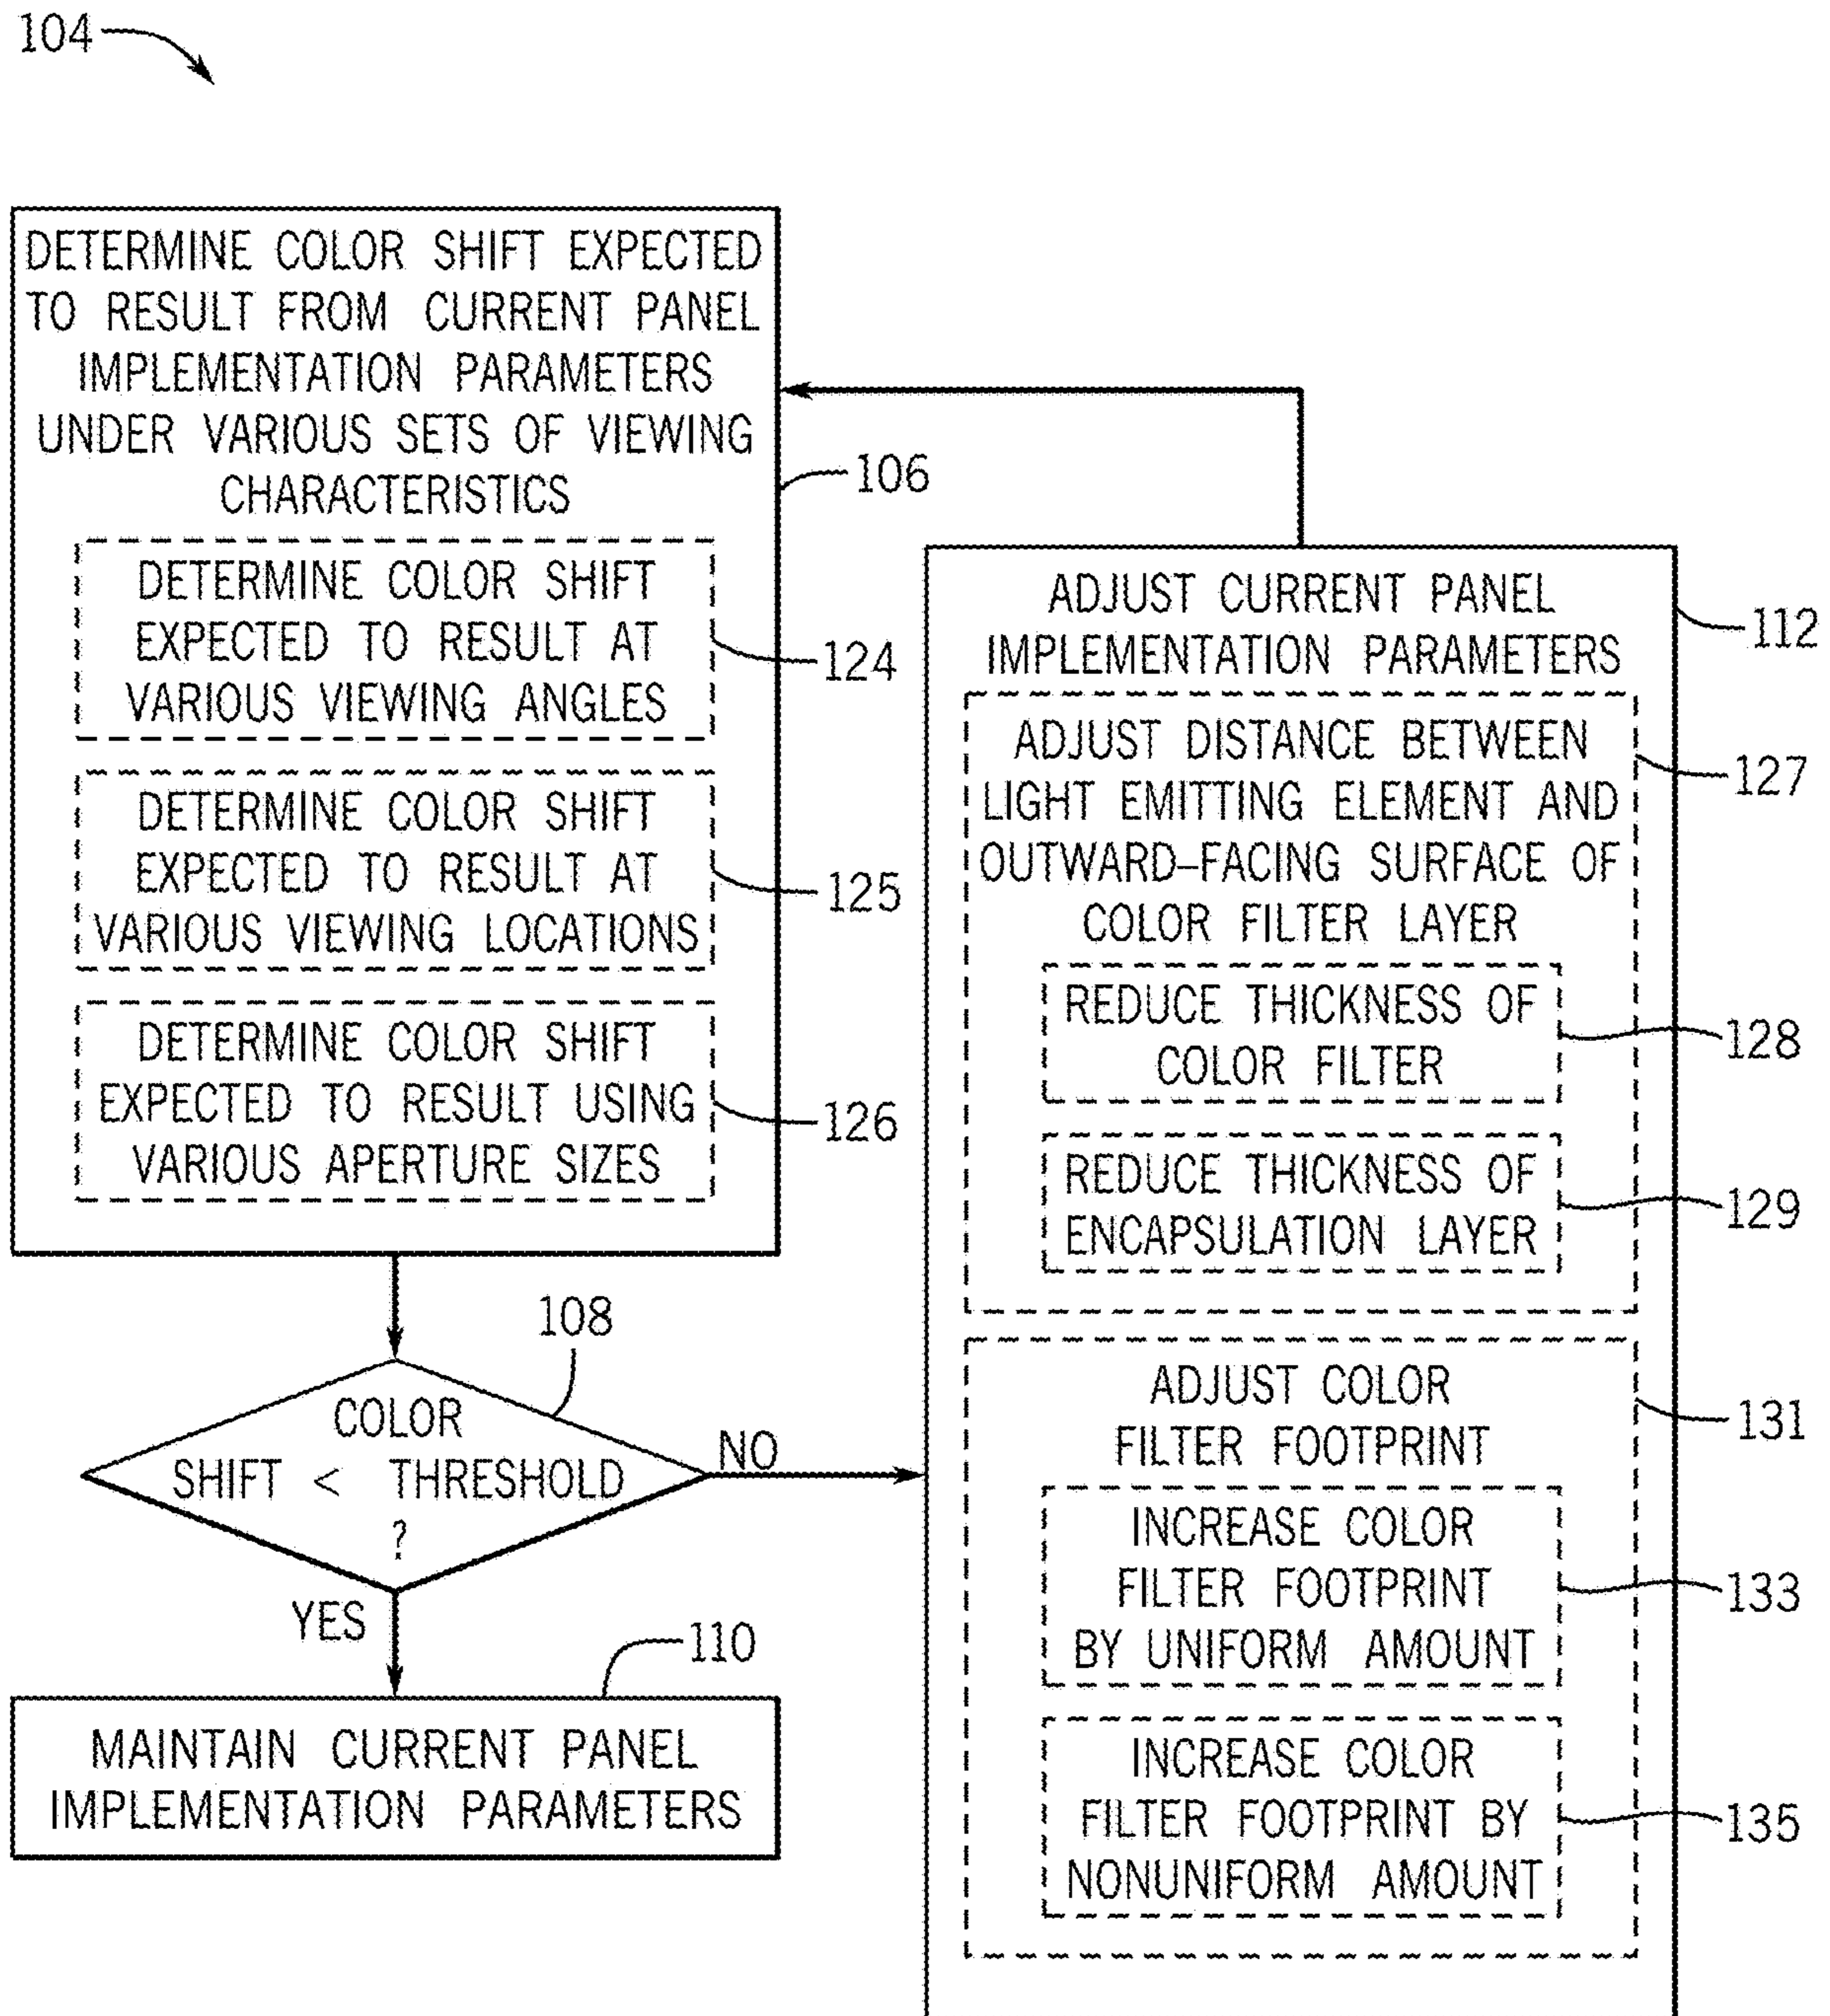 104
DETERMINE COLOR SHIFT EXPECTED
TO RESULT FROM CURRENT PANEL
IMPLEMENTATION PARAMETERS
UNDER VARIOUS SETS OF VIEWING
CHARACTERISTICS
106
DETERMINE COLOR SHIFT
EXPECTED TO RESULT AT
VARIOUS VIEWING ANGLES
124
DETERMINE COLOR SHIFT
EXPECTED TO RESULT AT
VARIOUS VIEWING LOCATIONS
125
DETERMINE COLOR SHIFT
EXPECTED TO RESULT USING
VARIOUS APERTURE SIZES
126
108
COLOR
SHIFT < THRESHOLD
?
NO
YES
110
MAINTAIN CURRENT PANEL
IMPLEMENTATION PARAMETERS
ADJUST CURRENT PANEL
IMPLEMENTATION PARAMETERS
112
ADJUST DISTANCE BETWEEN
LIGHT EMITTING ELEMENT AND
OUTWARD–FACING SURFACE OF
COLOR FILTER LAYER
127
REDUCE THICKNESS OF
COLOR FILTER
128
REDUCE THICKNESS OF
ENCAPSULATION LAYER
129
ADJUST COLOR
FILTER FOOTPRINT
131
INCREASE COLOR
FILTER FOOTPRINT
BY UNIFORM AMOUNT
133
INCREASE COLOR
FILTER FOOTPRINT BY
NONUNIFORM AMOUNT
135